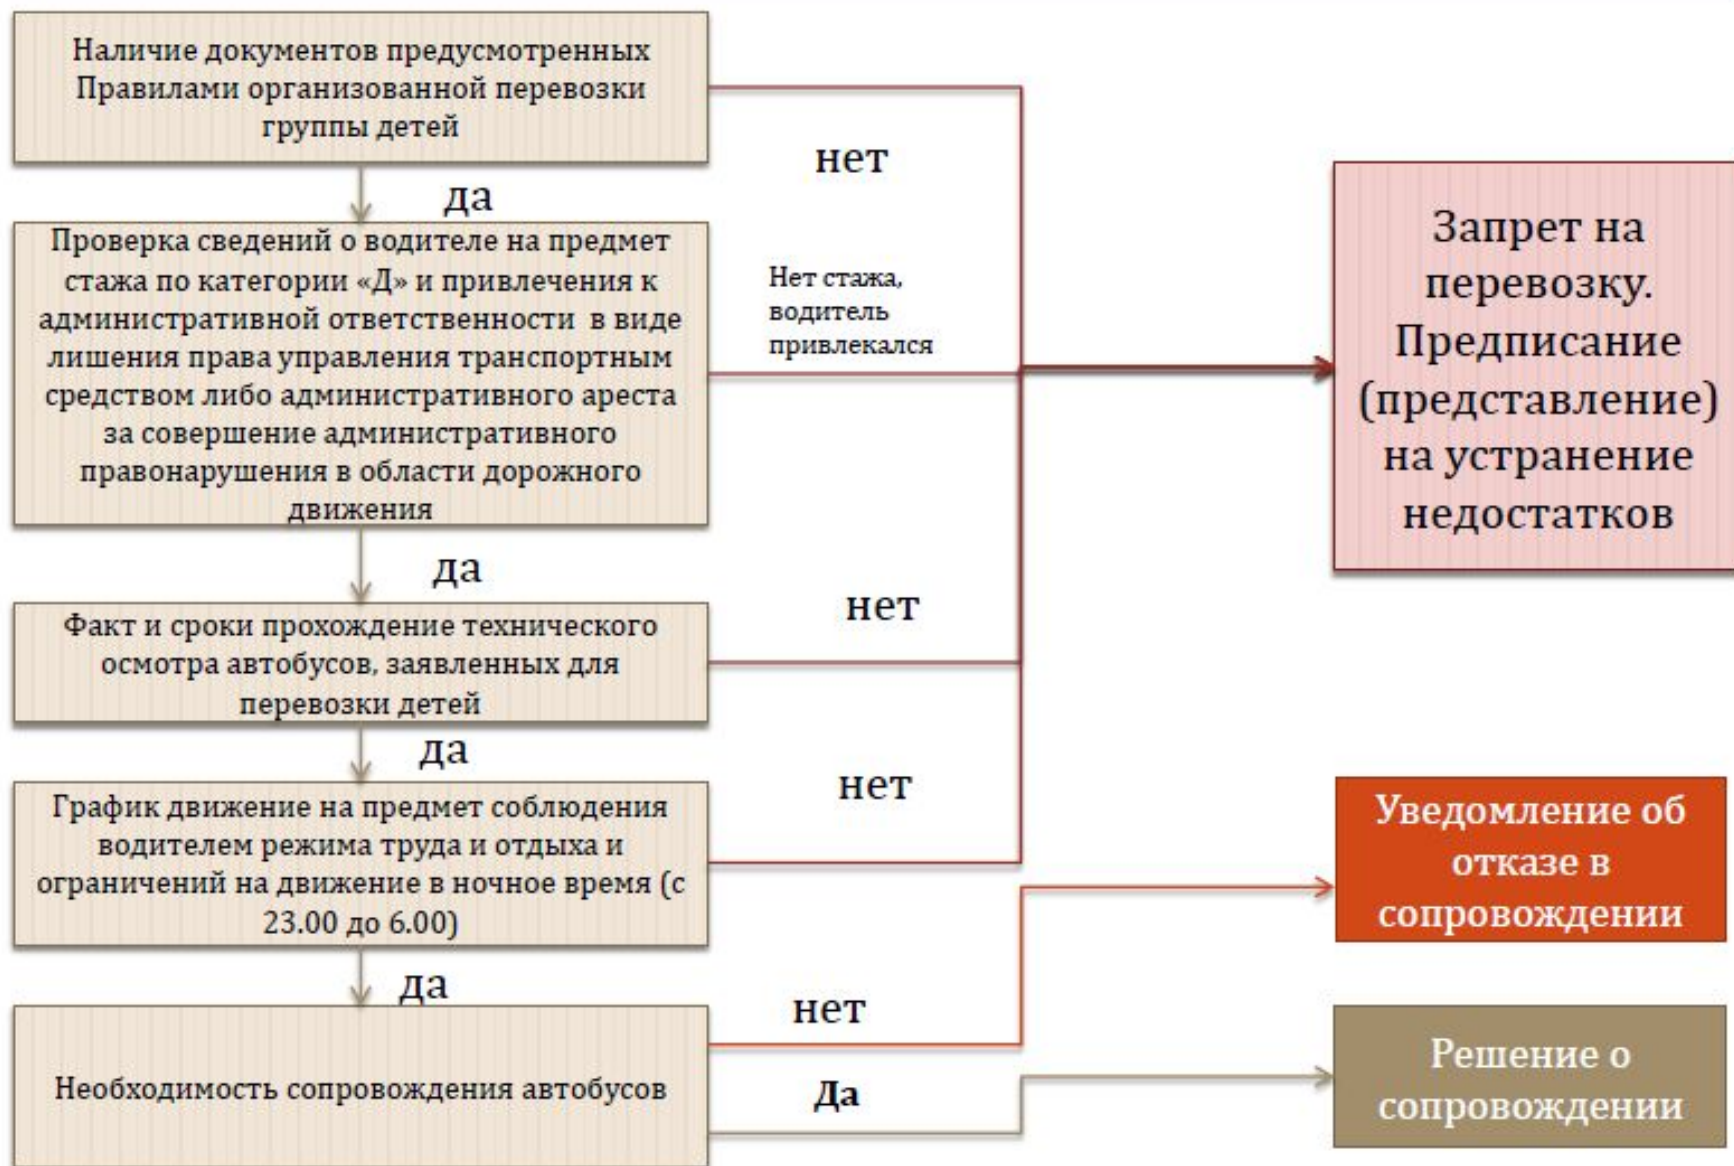 Наличие документов предусмотренных
Правилами организованной перевозки
группы детей
нет
да
Проверка сведений о водителе на предмет
стажа по категории «Д» и привлечения к
административной ответственности в виде
лишения права управления транспортным
средством либо административного ареста
за совершение административного
правонарушения в области дорожного
движения
Нет стажа,
водитель
привлекался
Запрет на
перевозку.
Предписание
(представление)
на устранение
недостатков
да
Факт и сроки прохождение технического
осмотра автобусов, заявленных для
перевозки детей
нет
да
График движение на предмет соблюдения
водителем режима труда и отдыха и
ограничений на движение в ночное время (с
23.00 до 6.00)
нет
Уведомление об
отказе в
сопровождении
да
Необходимость сопровождения автобусов
нет
Да
Решение о
сопровождении